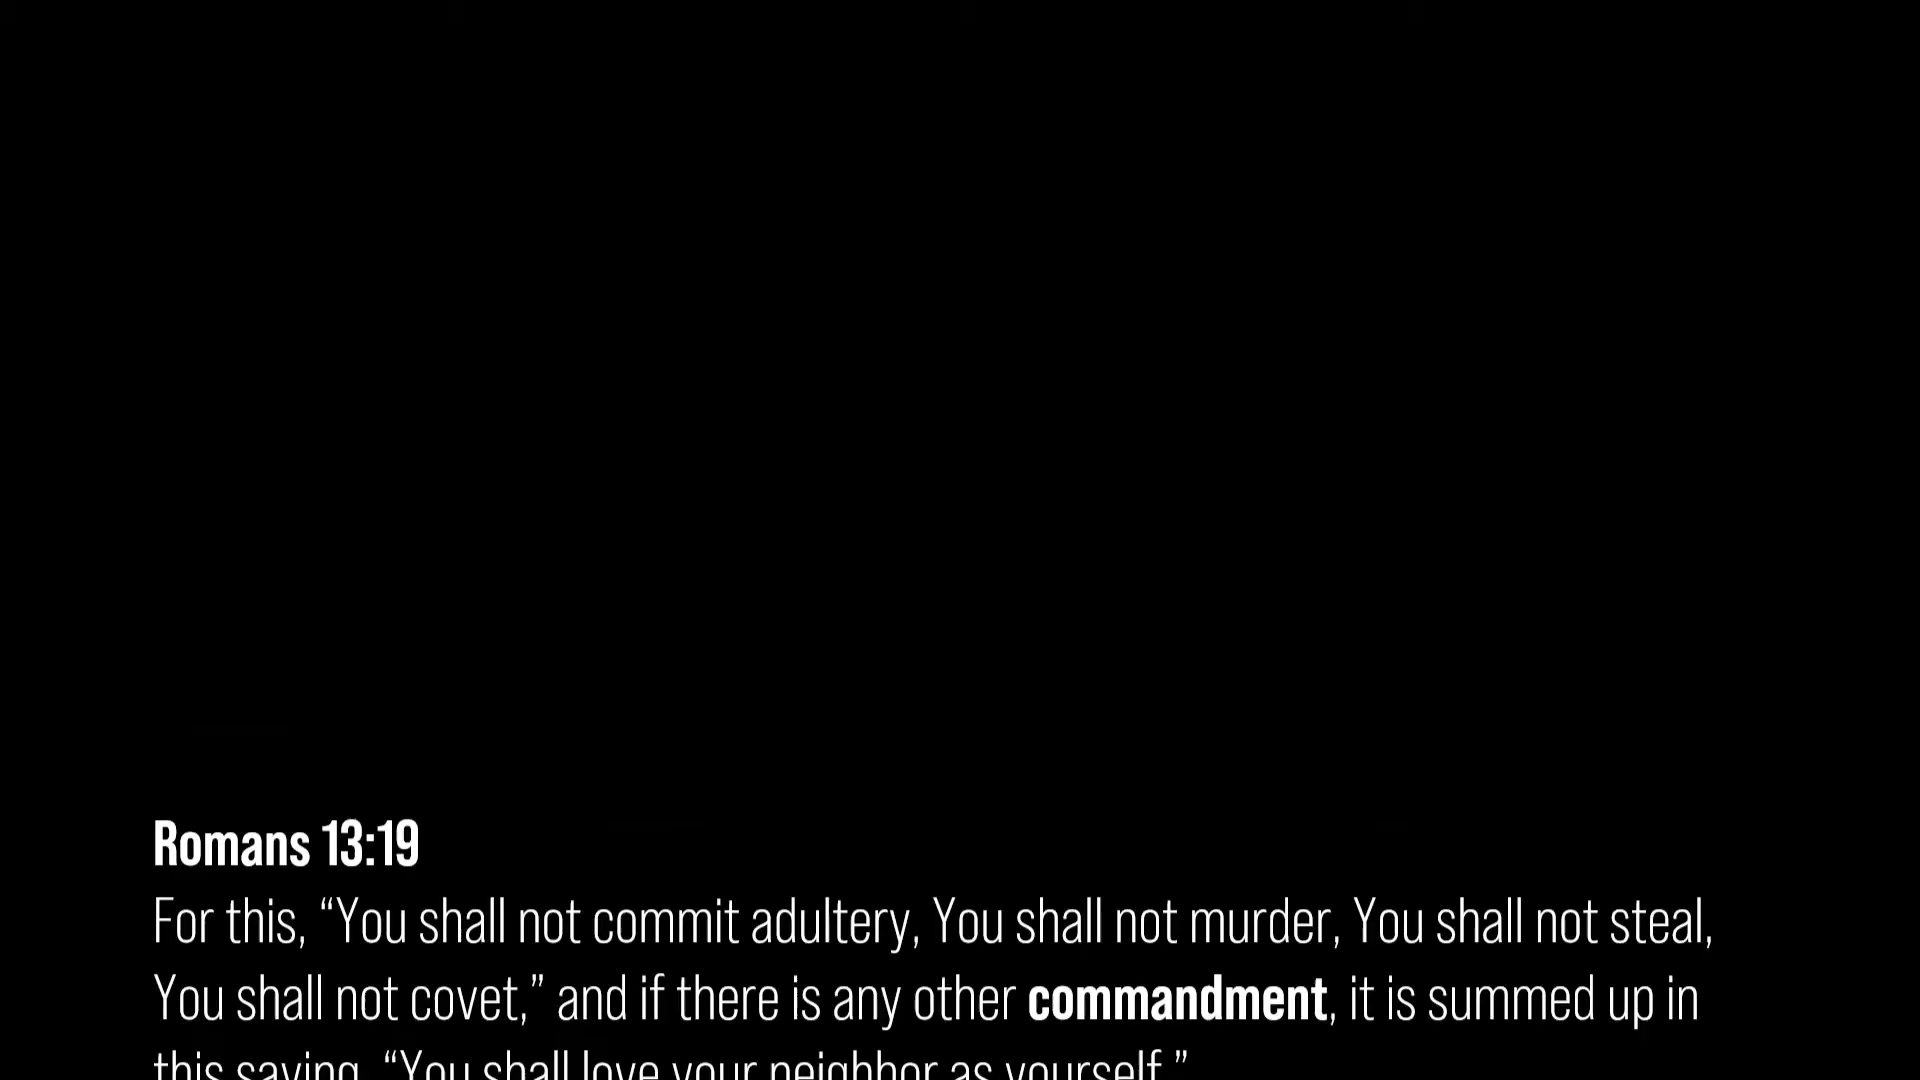 Romans 13:19
For this, “You shall not commit adultery, You shall not murder, You shall not steal,
You shall not covet,” and if there is any other commandment, it is summed up in
this saying, “You shall love your neighbor as yourself.”